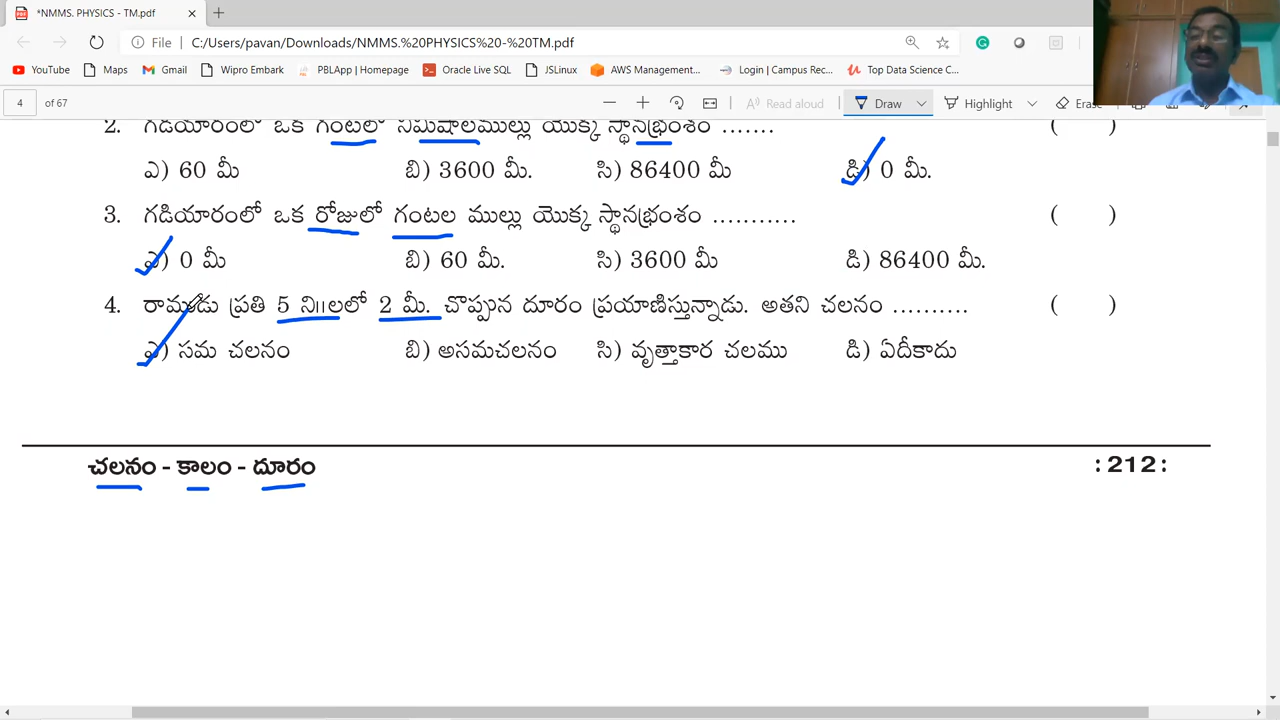 *NMMS. PHYSICS - TM.pdf
File C:/Users/pavan/Downloads/NMMS.%20PHYSICS%20-%20TM.pdf
YouTube Maps Gmail Wipro Embark PBLApp | Homepage Oracle Live SQL JSLinux AWS Management... Login | Campus Rec... Top Data Science C...
4 of 67 Read aloud Draw Highlight
2. గడియారంలో ఒక గంటలో నిమిషాలముల్లు యొక్క స్థానభ్రంశం ....... ( )
ఎ) 60 మీ బి) 3600 మీ. సి) 86400 మీ డి) 0 మీ.
3. గడియారంలో ఒక రోజులో గంటల ముల్లు యొక్క స్థానభ్రంశం ........... ( )
ఎ) 0 మీ బి) 60 మీ. సి) 3600 మీ డి) 86400 మీ.
4. రాముడు ప్రతి 5 ని॥లలో 2 మీ. చొప్పున దూరం ప్రయాణిస్తున్నాడు. అతని చలనం .......... ( )
ఎ) సమ చలనం బి) అసమచలనం సి) వృత్తాకార చలము డి) ఏదీకాదు
చలనం - కాలం - దూరం :212: